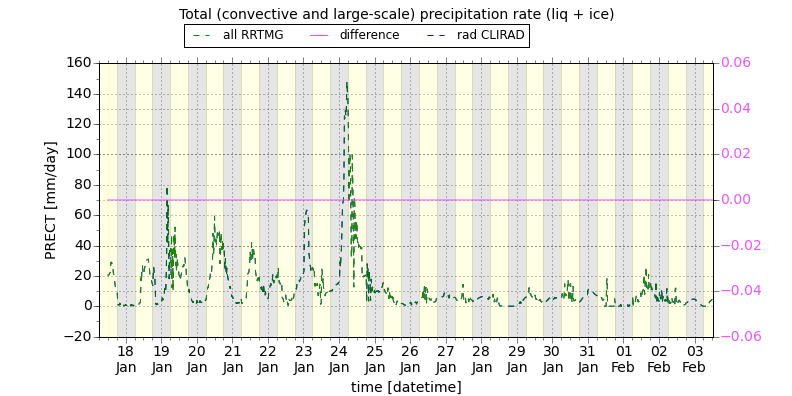 Total (convective and large-scale) precipitation rate (liq + ice)
all RRTMG difference rad CLIRAD
PRECT [mm/day]
160
140
120
100
80
60
40
20
0
−20
0.06
0.04
0.02
0.00
−0.02
−0.04
−0.06
18 19 20 21 22 23 24 25 26 27 28 29 30 31 01 02 03
Jan Jan Jan Jan Jan Jan Jan Jan Jan Jan Jan Jan Jan Jan Feb Feb Feb
time [datetime]